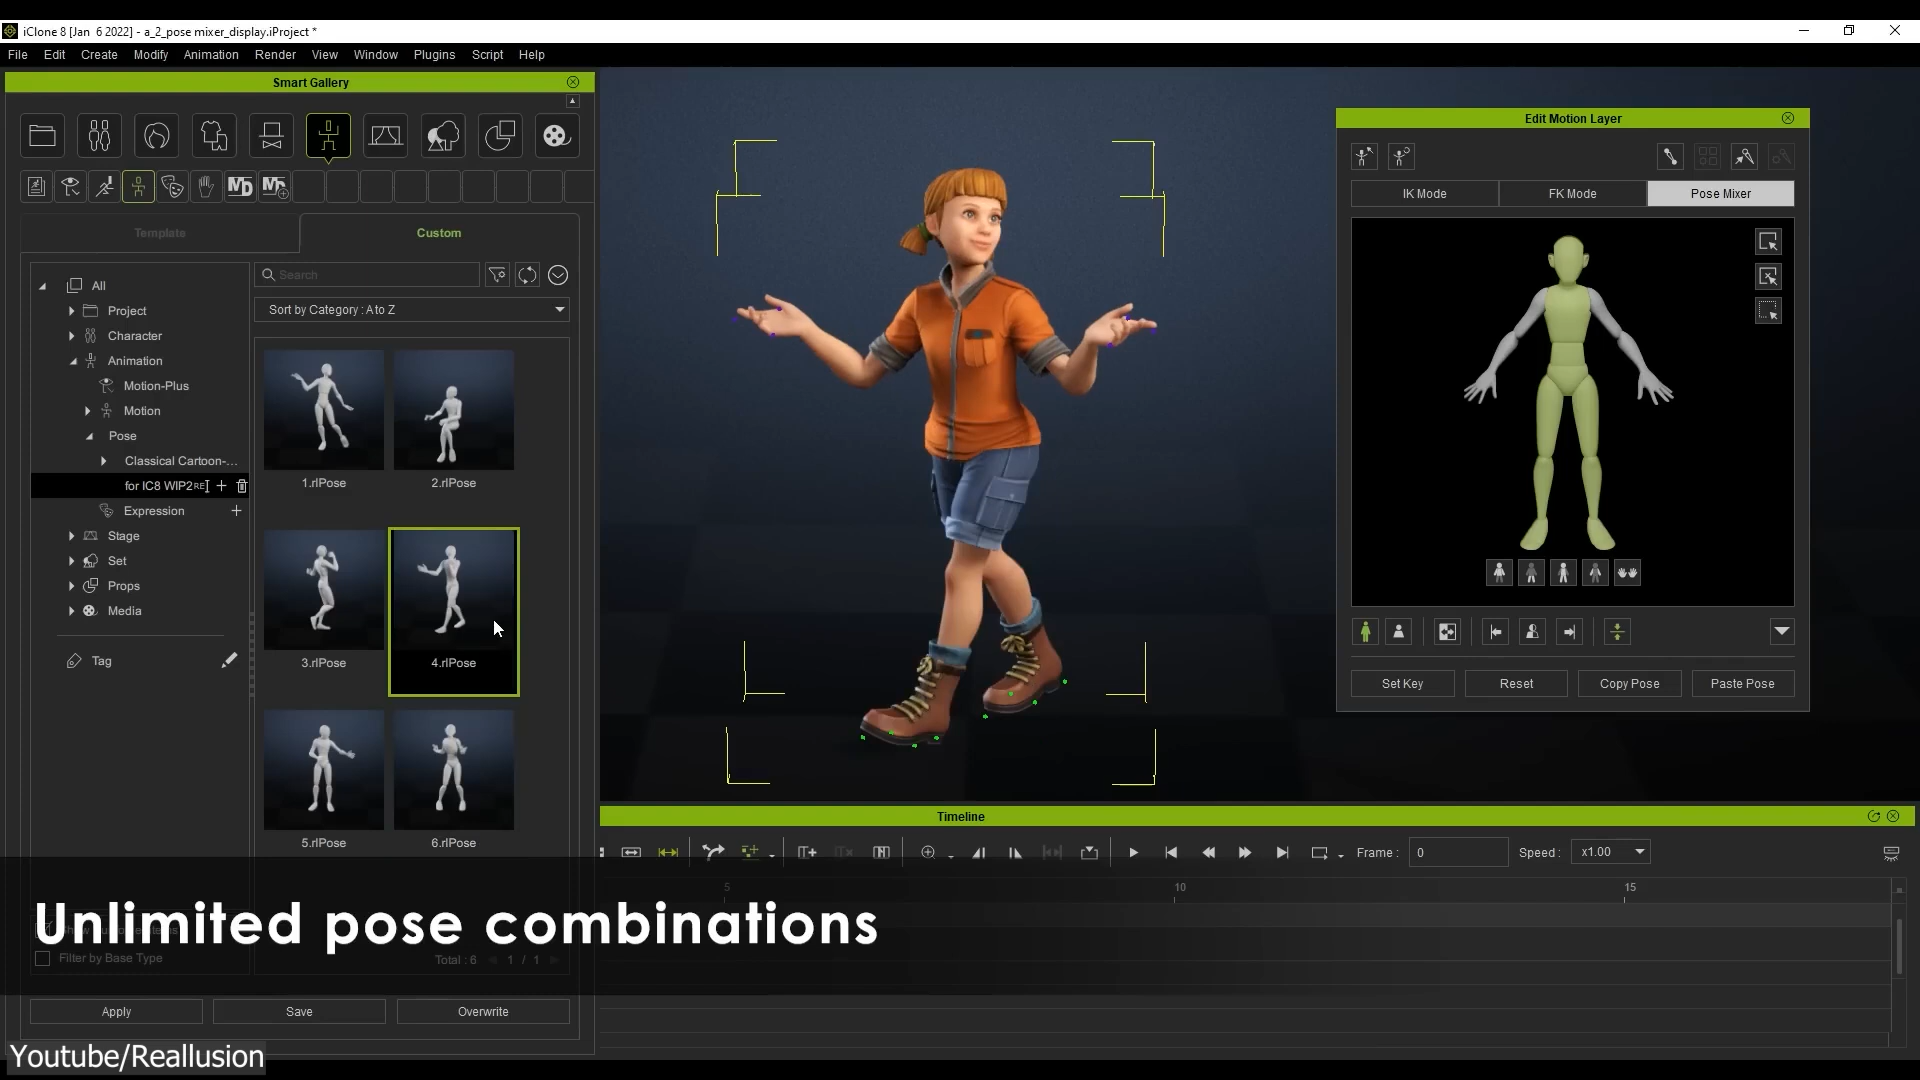 iClone 8 [Jan 6 2022] - a_2_pose mixer_display.iProject *
File Edit Create Modify Animation Render View Window Plugins Script Help
Smart Gallery
MD
Template
Custom
All
Project
Character
Animation
Motion-Plus
Motion
Pose
Classical Cartoon-...
for IC8 WIP2
Expression
Stage
Set
Props
Media
Tag
Search
Sort by Category : A to Z
1.rlPose
2.rlPose
3.rlPose
4.rlPose
5.rlPose
6.rlPose
Filter by Base Type
Total : 6
1 / 1
Apply
Save
Overwrite
Edit Motion Layer
IK Mode
FK Mode
Pose Mixer
Set Key
Reset
Copy Pose
Paste Pose
Timeline
Frame : 0
Speed : x1.00
5 10 15
Unlimited pose combinations
Youtube/Reallusion